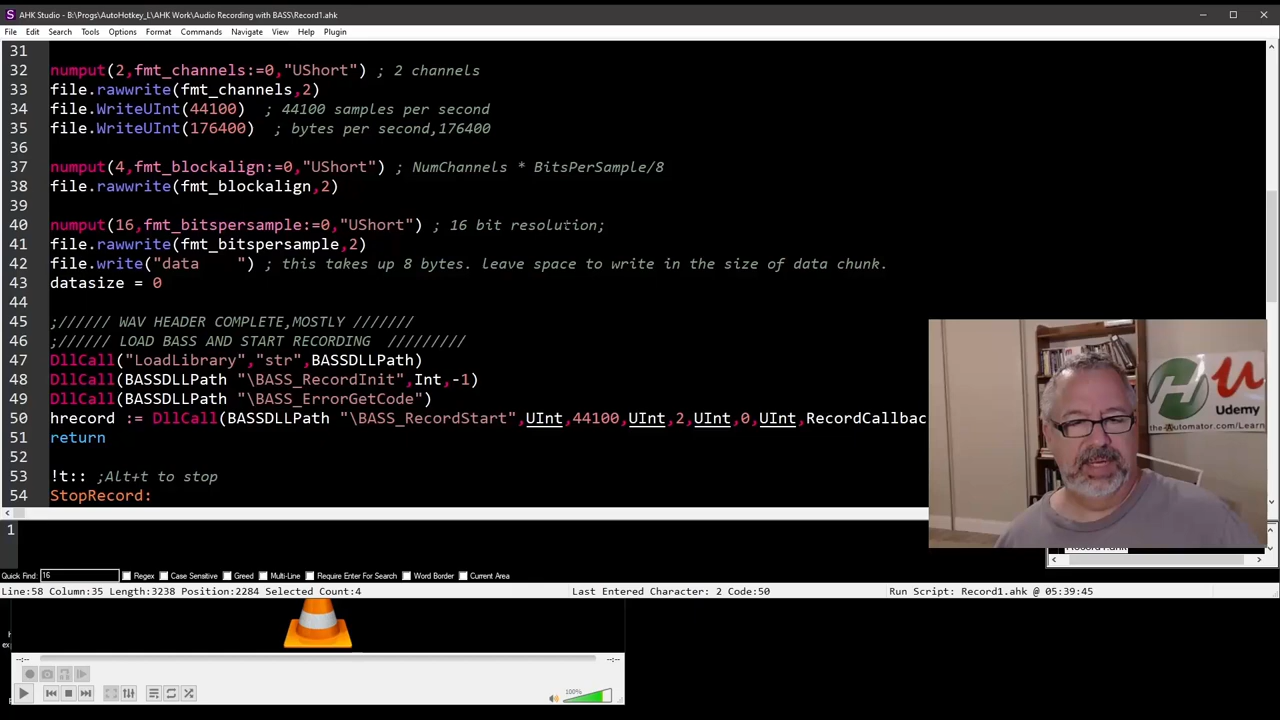 AHK Studio - B:\Progs\AutoHotkey_L\AHK Work\Audio Recording with BASS\Record1.ahk
File Edit Search Tools Options Format Commands Navigate View Help Plugin
31
32 numput(2,fmt_channels:=0,"UShort") ; 2 channels
33 file.rawwrite(fmt_channels,2)
34 file.WriteUInt(44100) ; 44100 samples per second
35 file.WriteUInt(176400) ; bytes per second,176400
36
37 numput(4,fmt_blockalign:=0,"UShort") ; NumChannels * BitsPerSample/8
38 file.rawwrite(fmt_blockalign,2)
39
40 numput(16,fmt_bitspersample:=0,"UShort") ; 16 bit resolution;
41 file.rawwrite(fmt_bitspersample,2)
42 file.write("data    ") ; this takes up 8 bytes. leave space to write in the size of data chunk.
43 datasize = 0
44
45 ;////// WAV HEADER COMPLETE,MOSTLY ///////
46 ;////// LOAD BASS AND START RECORDING /////////
47 DllCall("LoadLibrary","str",BASSDLLPath)
48 DllCall(BASSDLLPath "\BASS_RecordInit",Int,-1)
49 DllCall(BASSDLLPath "\BASS_ErrorGetCode")
50 hrecord := DllCall(BASSDLLPath "\BASS_RecordStart",UInt,44100,UInt,2,UInt,0,UInt,RecordCallbac
51 return
52
53 !t:: ;Alt+t to stop
54 StopRecord:
Udemy
the-Automator.com/Learn
1
Record1.ahk
Quick Find: 16 Regex Case Sensitive Greed Multi-Line Require Enter For Search Word Border Current Area
Line:58 Column:35 Length:3238 Position:2284 Selected Count:4 Last Entered Character: 2 Code:50 Run Script: Record1.ahk @ 05:39:45
--:-- --:--
100%